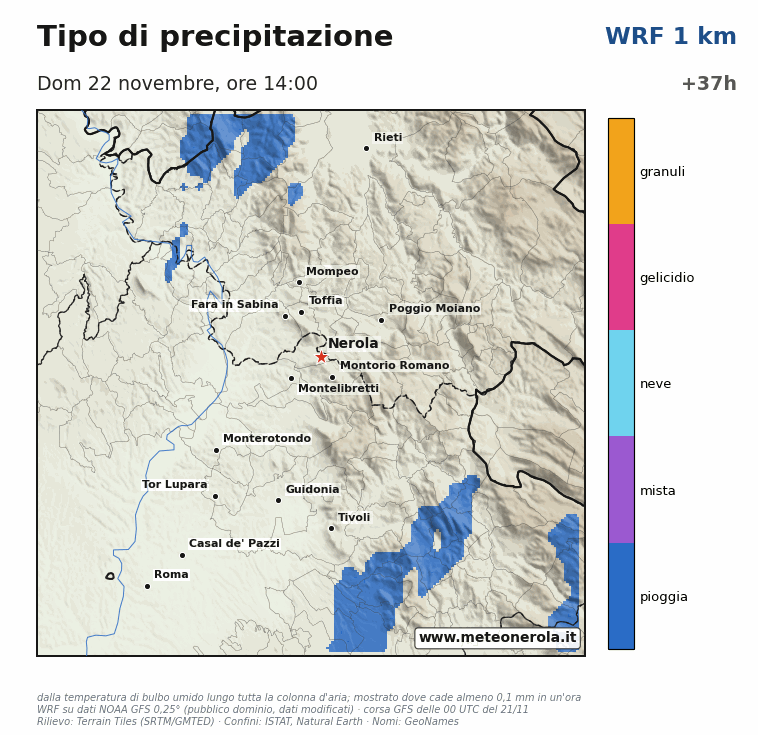 Tipo di precipitazione
WRF 1 km
Dom 22 novembre, ore 14:00
+37h
Rieti
granuli
gelicidio
Mompeo
Toffia
Fara in Sabina
Poggio Moiano
Nerola
Montorio Romano
neve
Montelibretti
Monterotondo
Tor Lupara
Guidonia
mista
Tivoli
Casal de' Pazzi
Roma
pioggia
www.meteonerola.it
dalla temperatura di bulbo umido lungo tutta la colonna d'aria; mostrato dove cade almeno 0,1 mm in un'ora
WRF su dati NOAA GFS 0,25° (pubblico dominio, dati modificati) · corsa GFS delle 00 UTC del 21/11
Rilievo: Terrain Tiles (SRTM/GMTED) · Confini: ISTAT, Natural Earth · Nomi: GeoNames